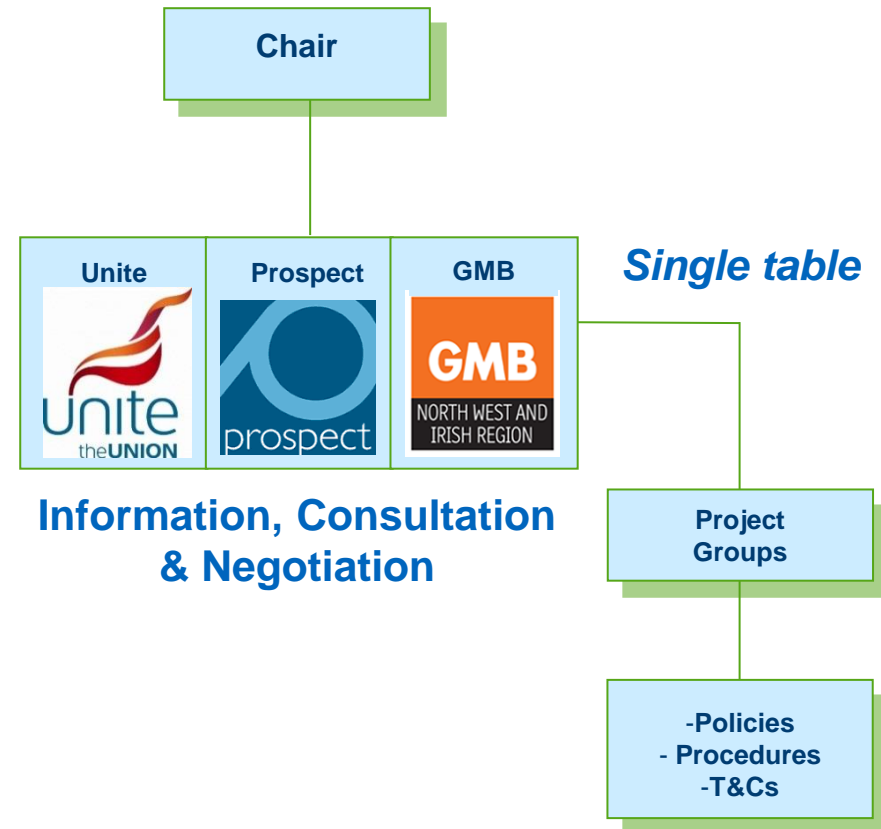 Chair
Unite
Prospect
GMB
Single table
unite
theUNION
prospect
GMB
NORTH WEST AND
IRISH REGION
Information, Consultation
& Negotiation
Project
Groups
-Policies
- Procedures
-T&Cs